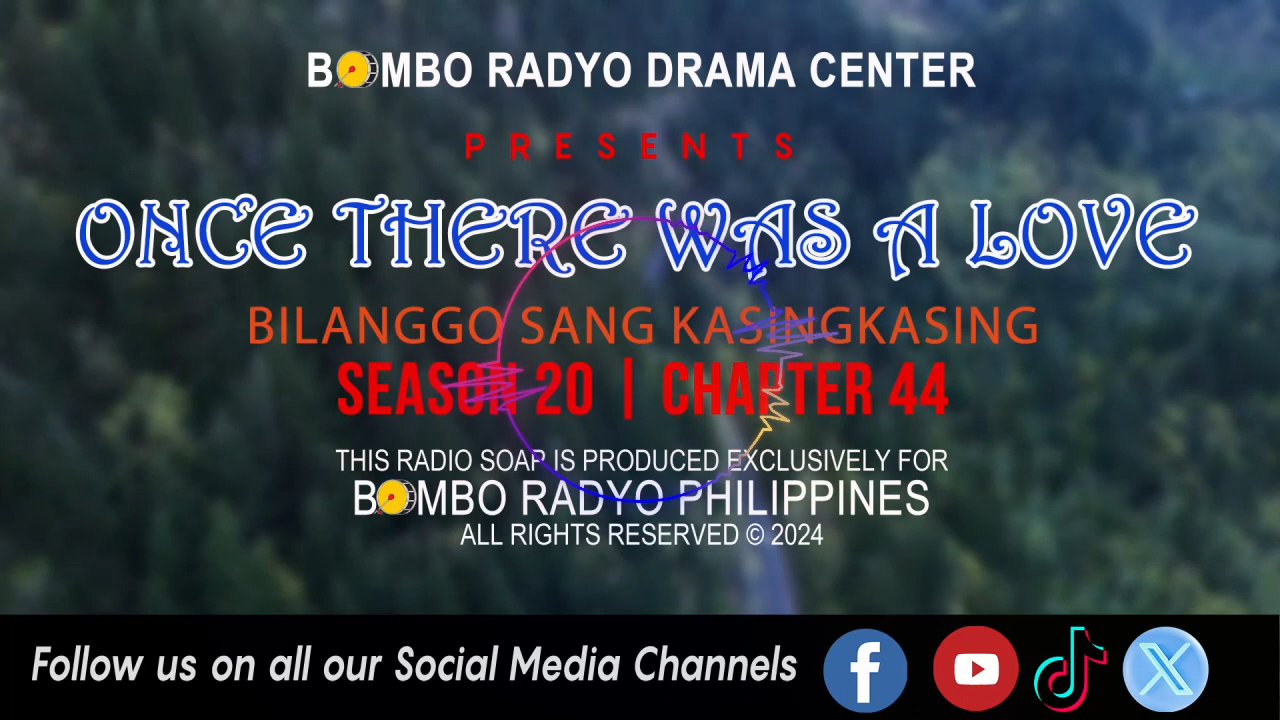 BOMBO RADYO DRAMA CENTER
PRESENTS
ONCE THERE WAS A LOVE
BILANGGO SANG KASINGKASING
SEASON 20 | CHAPTER 44
THIS RADIO SOAP IS PRODUCED EXCLUSIVELY FOR
BOMBO RADYO PHILIPPINES
ALL RIGHTS RESERVED © 2024
Follow us on all our Social Media Channels